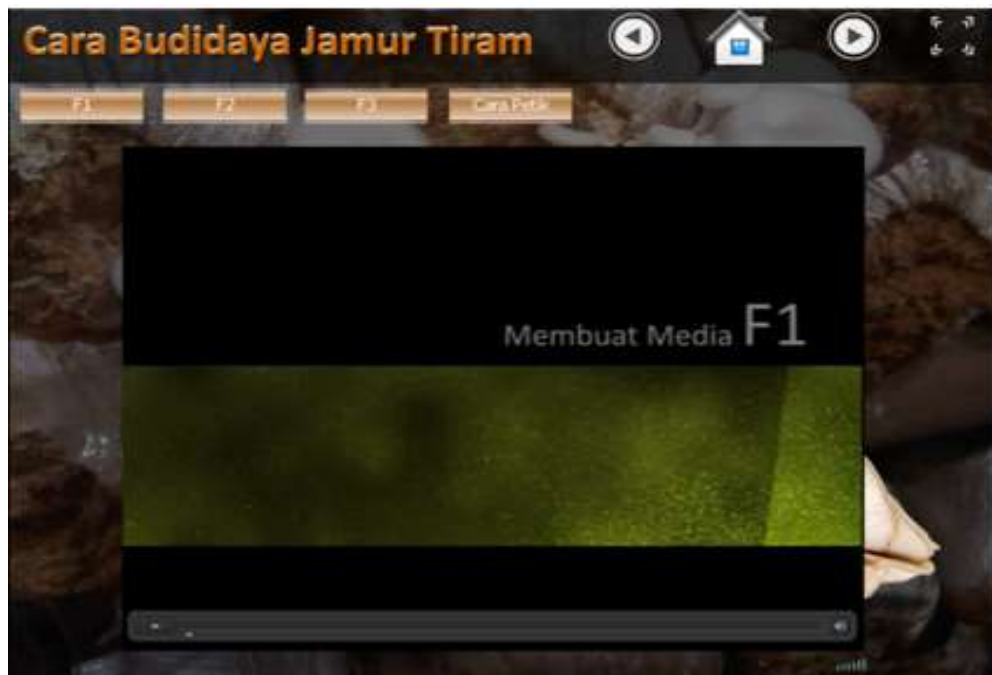 Cara Budidaya Jamur Tiram
F1
F2
F3
Cara Petik
Membuat Media F1